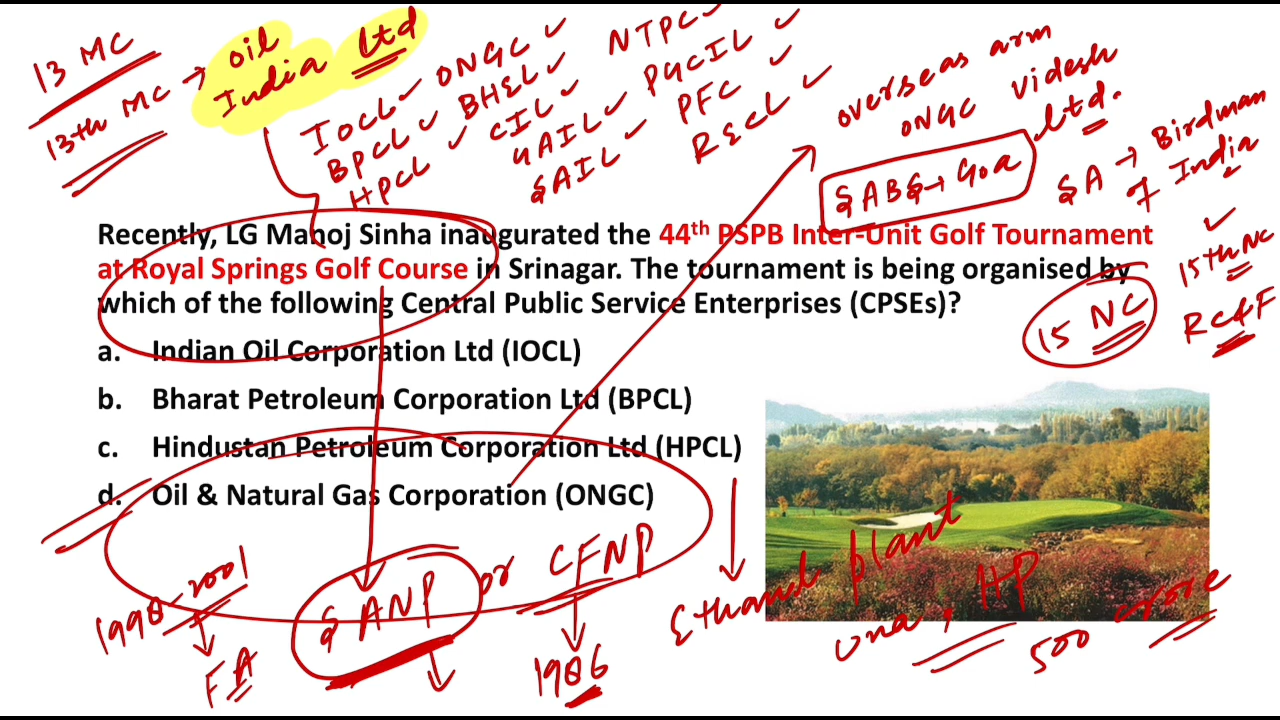 13 MC
13th MC → oil
India Ltd
IOCL ✓ ONGC ✓ NTPC ✓
BPCL ✓ BHEL ✓ PGCIL ✓
HPCL ✓ CIL ✓ PFC ✓
GAIL ✓ RECL ✓
SAIL ✓
overseas arm
ONGC videsh
Ltd.
SABS → Goa
SA → Birdman
of India
15th NC
15 NC
RC&F
Recently, LG Manoj Sinha inaugurated the 44th PSPB Inter-Unit Golf Tournament
at Royal Springs Golf Course in Srinagar. The tournament is being organised by
which of the following Central Public Service Enterprises (CPSEs)?
a. Indian Oil Corporation Ltd (IOCL)
b. Bharat Petroleum Corporation Ltd (BPCL)
c. Hindustan Petroleum Corporation Ltd (HPCL)
d. Oil & Natural Gas Corporation (ONGC)
1998-2001
FA
SANP or CFNP
1986
Ethanol plant
Una, HP
500 crore